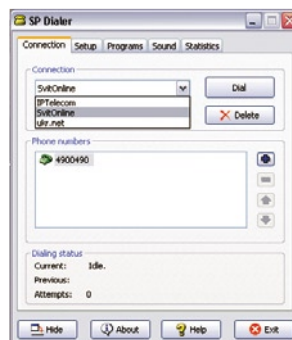 SP Dialer
Connection Setup Programs Sound Statistics
Connection
SvitOnline
Dial
IPTelecom
SvitOnline
ukr.net
Delete
Phone numbers
4900490
Dialing status
Current: Idle.
Previous:
Attempts: 0
Hide About Help Exit